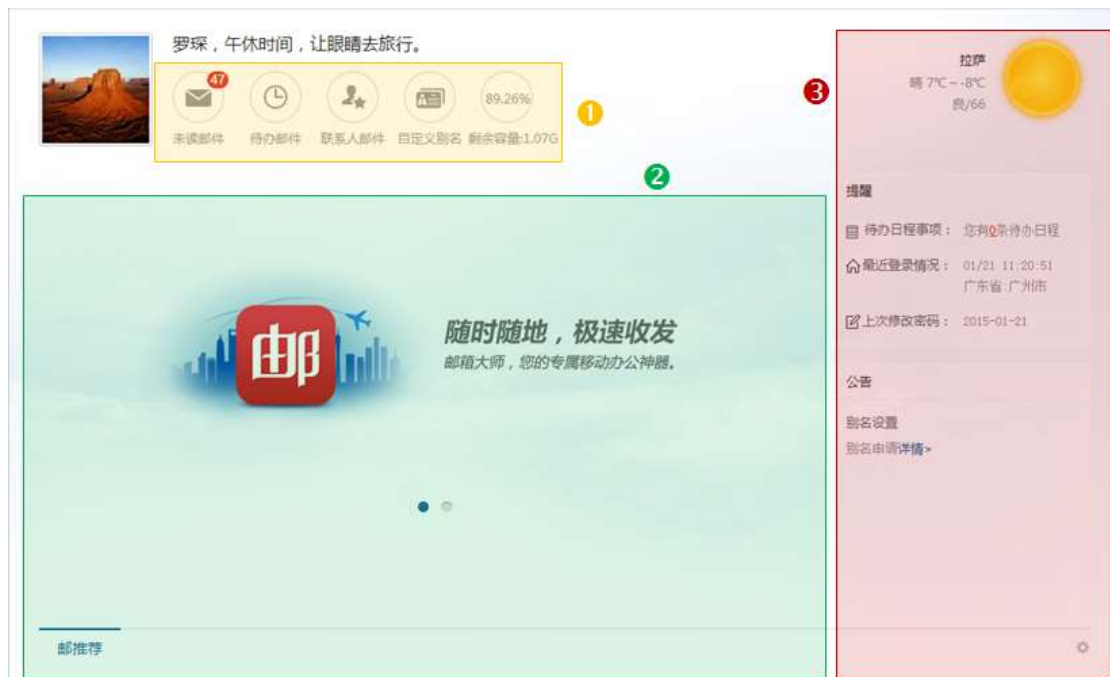 罗琛，午休时间，让眼睛去旅行。
47
89.26%
未读邮件 待办邮件 联系人邮件 自定义别名 剩余容量:1.07G
1
2
邮
随时随地，极速收发
邮箱大师，您的专属移动办公神器。
邮推荐
3
拉萨
晴 7℃~-8℃
良/66
提醒
待办日程事项： 您有0条待办日程
最近登录情况： 01/21 11:20:51
广东省 广州市
上次修改密码： 2015-01-21
公告
别名设置
别名申请详情>